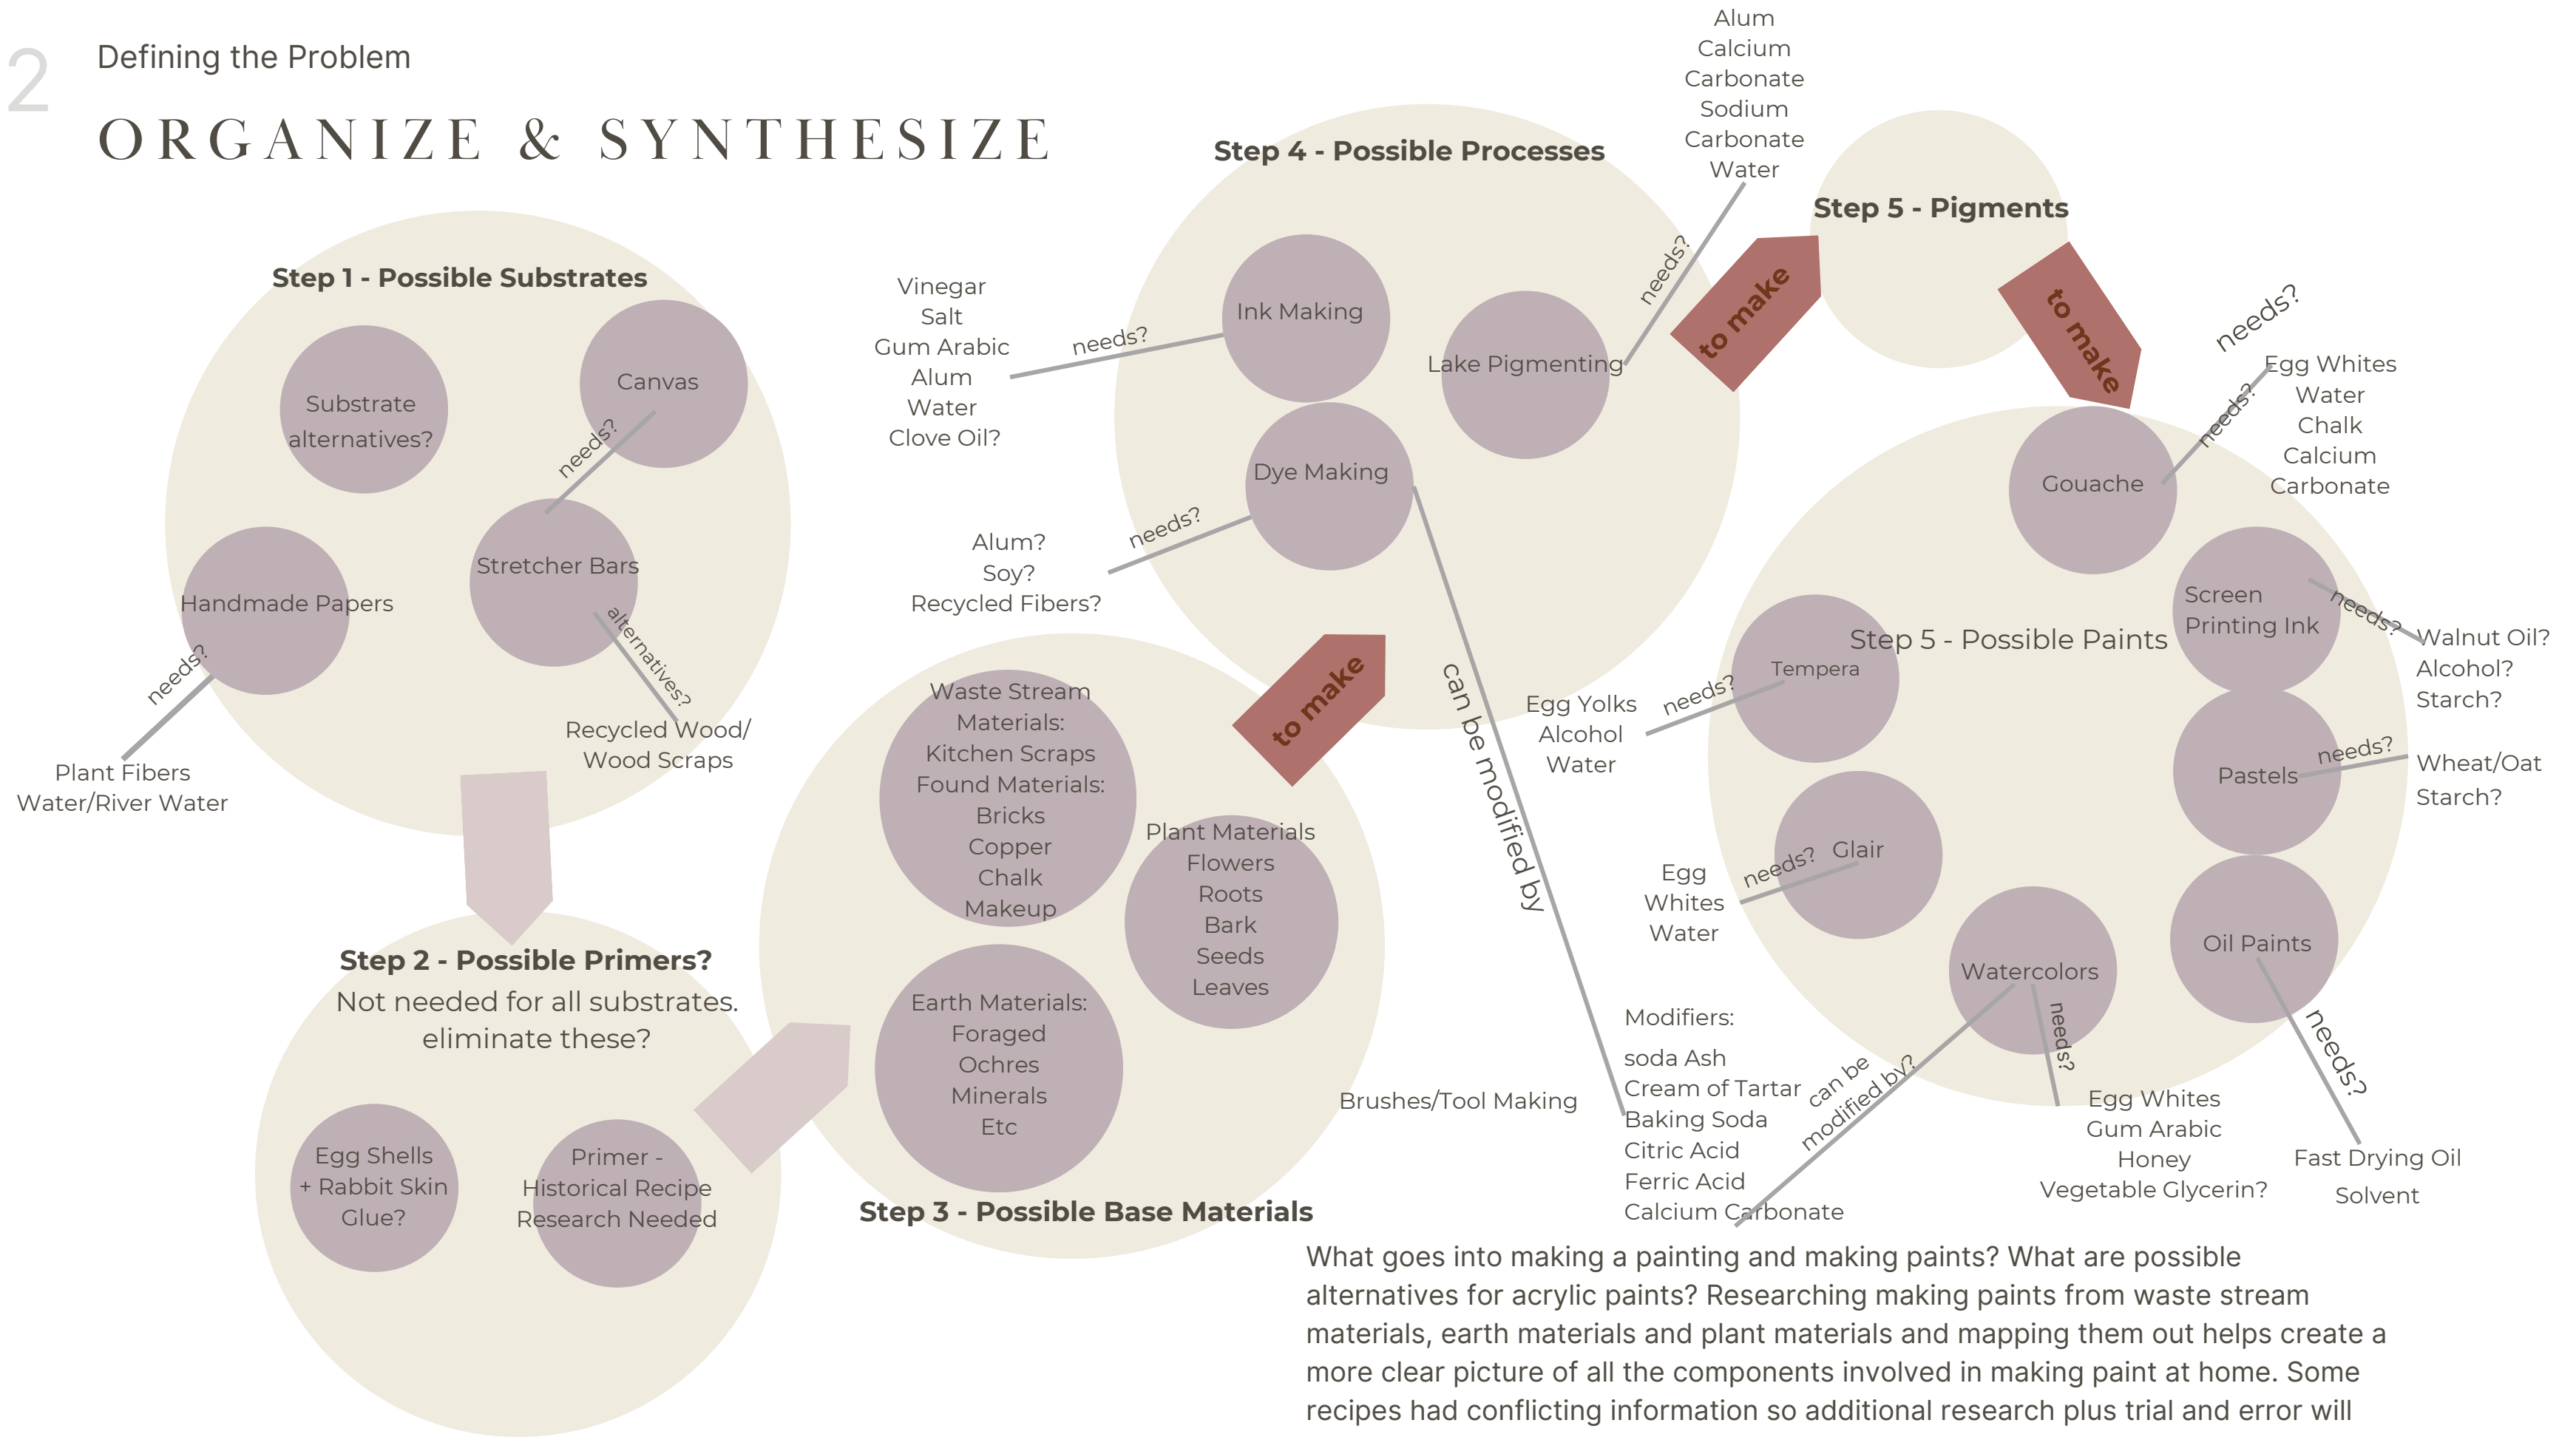 2
Defining the Problem
ORGANIZE & SYNTHESIZE
Step 1 - Possible Substrates
Substrate
alternatives?
Canvas
needs?
Stretcher Bars
alternatives?
Recycled Wood/
Wood Scraps
Handmade Papers
needs?
Plant Fibers
Water/River Water
Step 2 - Possible Primers?
Not needed for all substrates.
eliminate these?
Egg Shells
+ Rabbit Skin
Glue?
Primer -
Historical Recipe
Research Needed
Waste Stream
Materials:
Kitchen Scraps
Found Materials:
Bricks
Copper
Chalk
Makeup
Plant Materials
Flowers
Roots
Bark
Seeds
Leaves
Earth Materials:
Foraged
Ochres
Minerals
Etc
Step 3 - Possible Base Materials
to make
Step 4 - Possible Processes
Ink Making
needs?
Vinegar
Salt
Gum Arabic
Alum
Water
Clove Oil?
Dye Making
needs?
Alum?
Soy?
Recycled Fibers?
can be modified by
Modifiers:
soda Ash
Cream of Tartar
Baking Soda
Citric Acid
Ferric Acid
Calcium Carbonate
Lake Pigmenting
needs?
Alum
Calcium
Carbonate
Sodium
Carbonate
Water
to make
Step 5 - Pigments
to make
needs?
Step 5 - Possible Paints
Gouache
needs?
Egg Whites
Water
Chalk
Calcium
Carbonate
Screen
Printing Ink
needs?
Walnut Oil?
Alcohol?
Starch?
Pastels
needs?
Wheat/Oat
Starch?
Tempera
needs?
Egg Yolks
Alcohol
Water
Glair
needs?
Egg
Whites
Water
Watercolors
needs?
Egg Whites
Gum Arabic
Honey
Vegetable Glycerin?
can be
modified by?
Oil Paints
needs?
Fast Drying Oil
Solvent
Brushes/Tool Making
What goes into making a painting and making paints? What are possible
alternatives for acrylic paints? Researching making paints from waste stream
materials, earth materials and plant materials and mapping them out helps create a
more clear picture of all the components involved in making paint at home. Some
recipes had conflicting information so additional research plus trial and error will